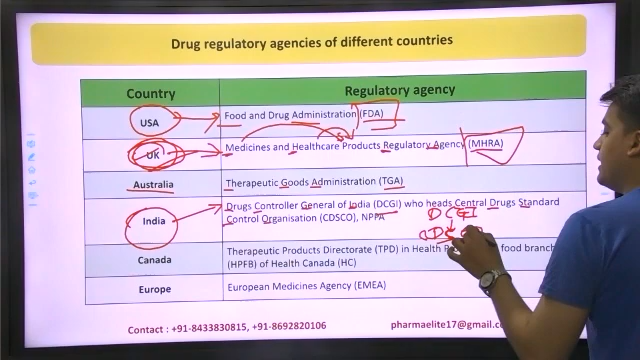 Drug regulatory agencies of different countries
Country
Regulatory agency
USA
Food and Drug Administration (FDA)
UK
Medicines and Healthcare Products Regulatory Agency (MHRA)
Australia
Therapeutic Goods Administration (TGA)
India
Drugs Controller General of India (DCGI) who heads Central Drugs Standard
Control Organisation (CDSCO), NPPA
DCGI
Canada
Therapeutic Products Directorate (TPD) in Health food branch
(HPFB) of Health Canada (HC)
Europe
European Medicines Agency (EMEA)
Contact : +91-8433830815, +91-8692820106
pharmaelite17@gmail.co